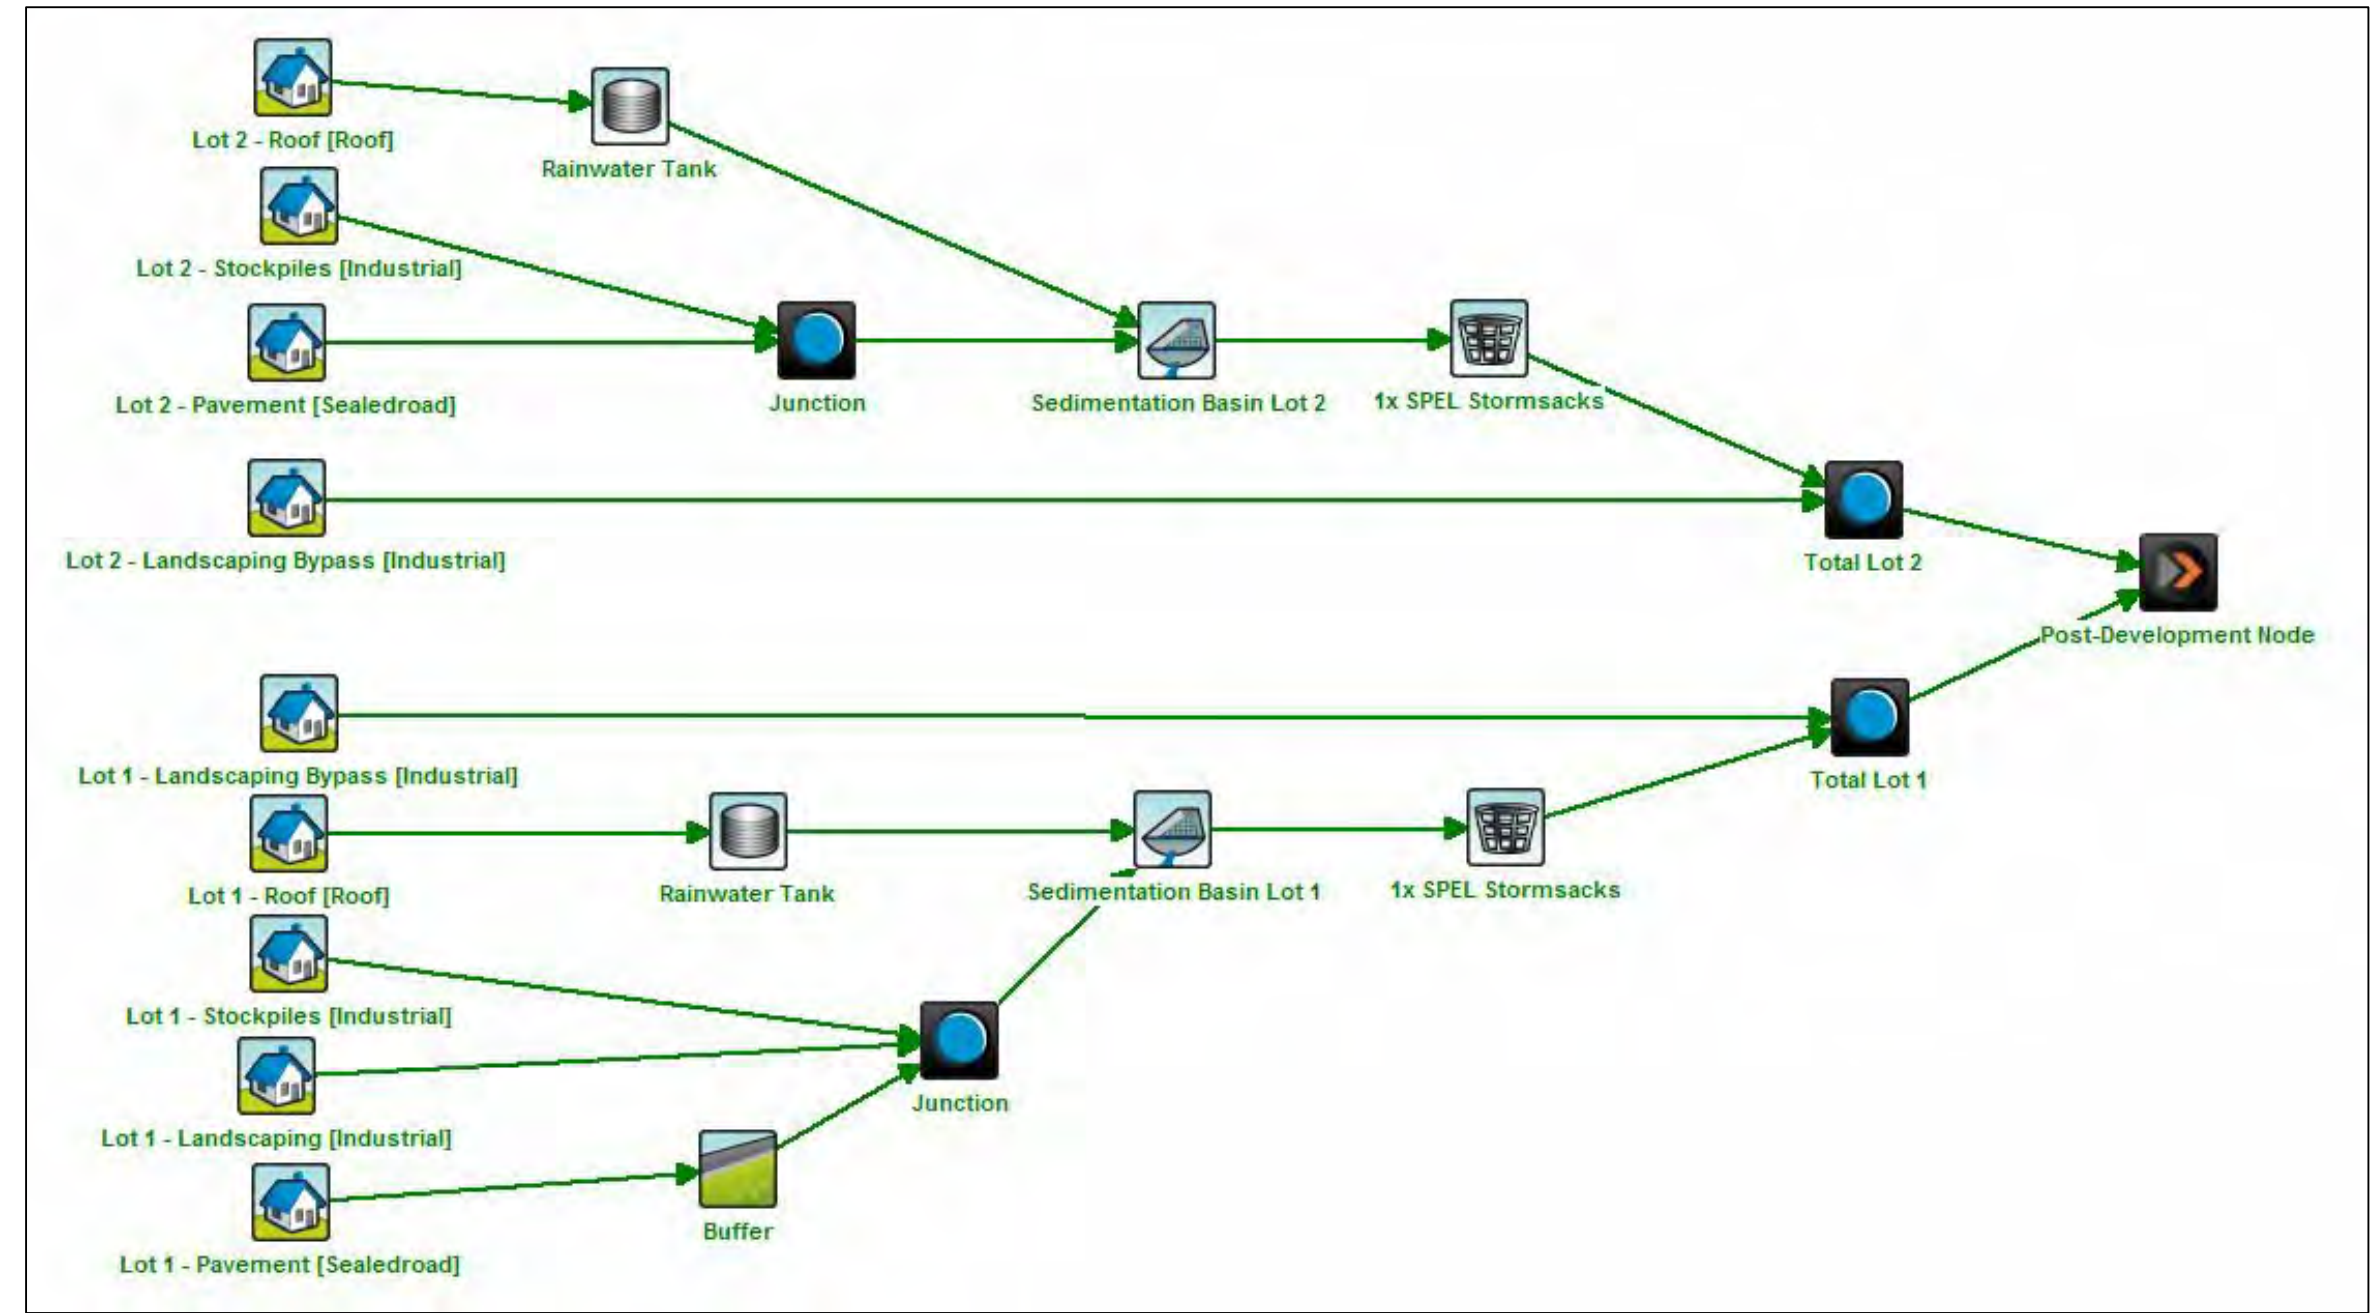 Lot 2 - Roof [Roof]
Rainwater Tank
Lot 2 - Stockpiles [Industrial]
Lot 2 - Pavement [Sealedroad]
Junction
Sedimentation Basin Lot 2
1x SPEL Stormsacks
Lot 2 - Landscaping Bypass [Industrial]
Total Lot 2
Post-Development Node
Lot 1 - Landscaping Bypass [Industrial]
Total Lot 1
Lot 1 - Roof [Roof]
Rainwater Tank
Sedimentation Basin Lot 1
1x SPEL Stormsacks
Lot 1 - Stockpiles [Industrial]
Junction
Lot 1 - Landscaping [Industrial]
Buffer
Lot 1 - Pavement [Sealedroad]